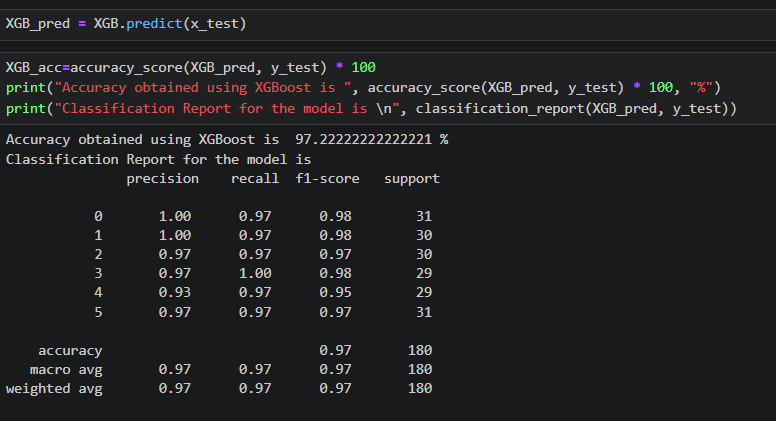 XGB_pred = XGB.predict(x_test)
XGB_acc=accuracy_score(XGB_pred, y_test) * 100
print("Accuracy obtained using XGBoost is ", accuracy_score(XGB_pred, y_test) * 100, "%")
print("Classification Report for the model is \n", classification_report(XGB_pred, y_test))
Accuracy obtained using XGBoost is  97.22222222222221 %
Classification Report for the model is
precision    recall  f1-score   support
0       1.00      0.97      0.98        31
1       1.00      0.97      0.98        30
2       0.97      0.97      0.97        30
3       0.97      1.00      0.98        29
4       0.93      0.97      0.95        29
5       0.97      0.97      0.97        31
accuracy                           0.97       180
macro avg       0.97      0.97      0.97       180
weighted avg       0.97      0.97      0.97       180